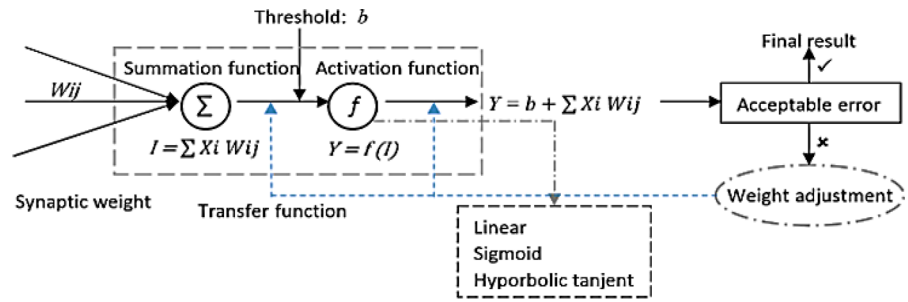 Threshold: b
Final result
✓
Wij
Summation function
Activation function
Σ
f
Y = b + ∑ Xi Wij
Acceptable error
I = ∑ Xi Wij
Y = f(I)
×
Synaptic weight
Transfer function
Weight adjustment
Linear
Sigmoid
Hyporbolic tanjent